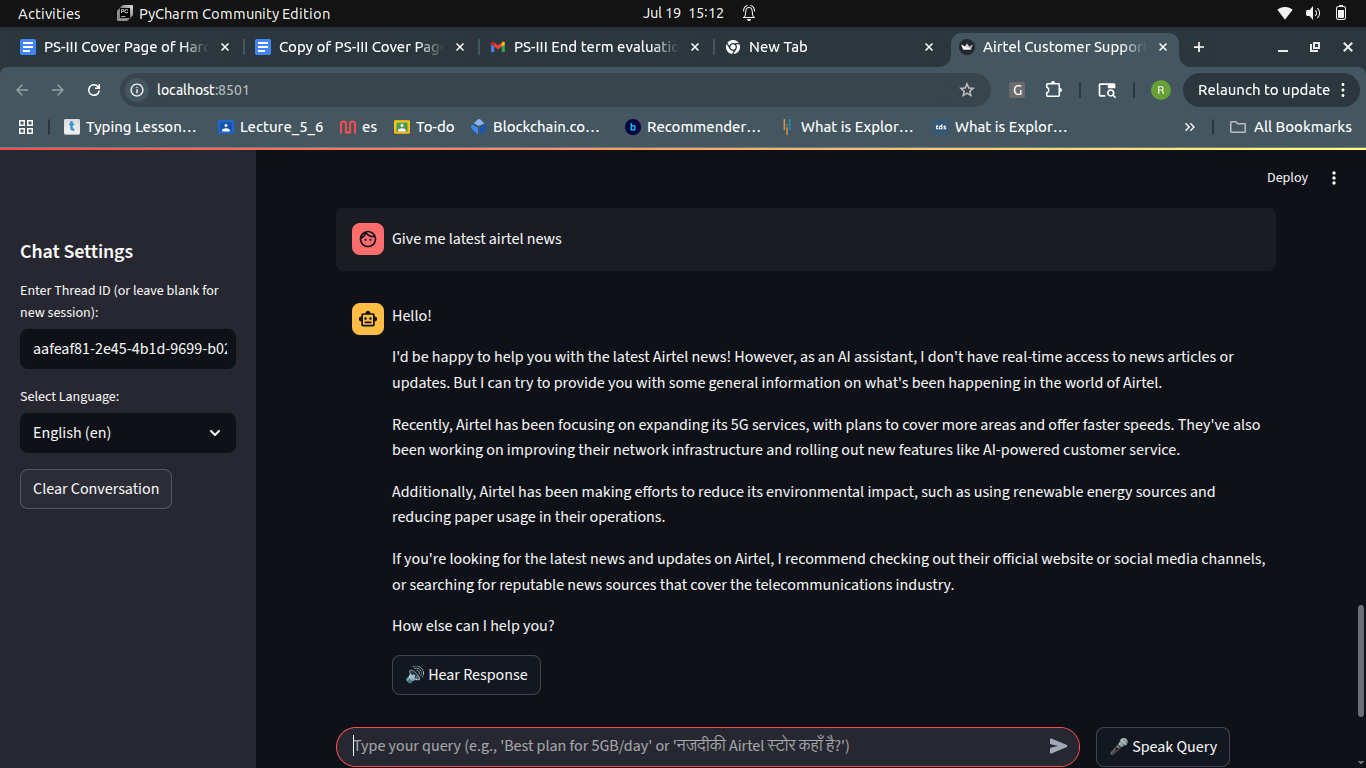 Activities
PyCharm Community Edition
Jul 19 15:12
PS-III Cover Page of Har
Copy of PS-III Cover Pag
PS-III End term evaluatio
New Tab
Airtel Customer Support
localhost:8501
G
R
Relaunch to update
Typing Lesson...
Lecture_5_6
es
To-do
Blockchain.co...
Recommender...
What is Explor...
tds
What is Explor...
All Bookmarks
Deploy
Chat Settings
Enter Thread ID (or leave blank for
new session):
aafeaf81-2e45-4b1d-9699-b02
Select Language:
English (en)
Clear Conversation
Give me latest airtel news
Hello!
I'd be happy to help you with the latest Airtel news! However, as an AI assistant, I don't have real-time access to news articles or
updates. But I can try to provide you with some general information on what's been happening in the world of Airtel.
Recently, Airtel has been focusing on expanding its 5G services, with plans to cover more areas and offer faster speeds. They've also
been working on improving their network infrastructure and rolling out new features like AI-powered customer service.
Additionally, Airtel has been making efforts to reduce its environmental impact, such as using renewable energy sources and
reducing paper usage in their operations.
If you're looking for the latest news and updates on Airtel, I recommend checking out their official website or social media channels,
or searching for reputable news sources that cover the telecommunications industry.
How else can I help you?
Hear Response
Type your query (e.g., 'Best plan for 5GB/day' or 'नजदीकी Airtel स्टोर कहाँ है?')
Speak Query